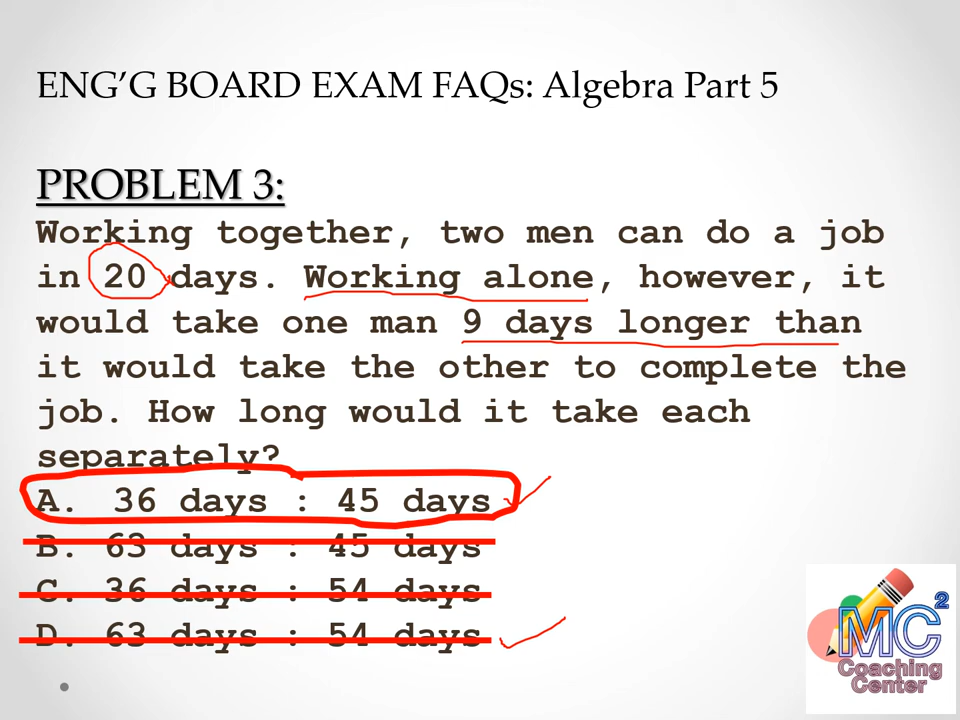 ENG’G BOARD EXAM FAQs: Algebra Part 5
PROBLEM 3:
Working together, two men can do a job
in 20 days. Working alone, however, it
would take one man 9 days longer than
it would take the other to complete the
job. How long would it take each
separately?
A. 36 days : 45 days
B. 63 days : 45 days
C. 36 days : 54 days
D. 63 days : 54 days
MC2
Coaching
Center